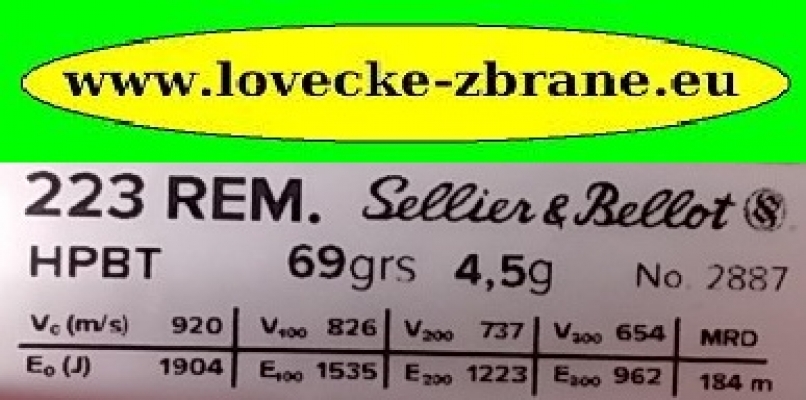 www.lovecke-zbrane.eu
223 REM. Sellier & Bellot
HPBT 69grs 4,5g No. 2887
V₀ (m/s) 920 V₁₀₀ 826 V₂₀₀ 737 V₃₀₀ 654 MRD
E₀ (J) 1904 E₁₀₀ 1535 E₂₀₀ 1223 E₃₀₀ 962 184 m